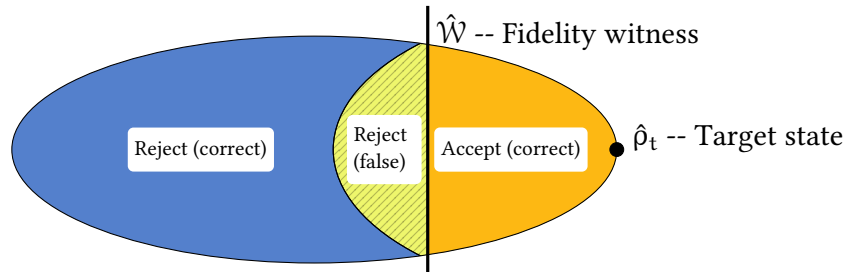 Ŵ -- Fidelity witness
Reject (correct)
Reject
(false)
Accept (correct)
ρ̂ₜ -- Target state